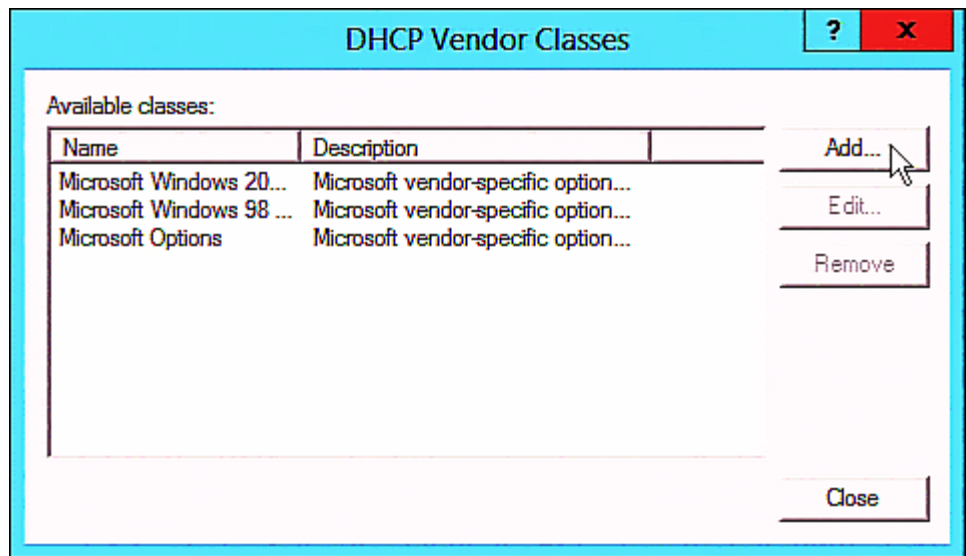 DHCP Vendor Classes ? x
Available classes:
Name Description
Add...
Microsoft Windows 20... Microsoft vendor-specific option...
Microsoft Windows 98 ... Microsoft vendor-specific option...
Edit...
Microsoft Options Microsoft vendor-specific option...
Remove
Close